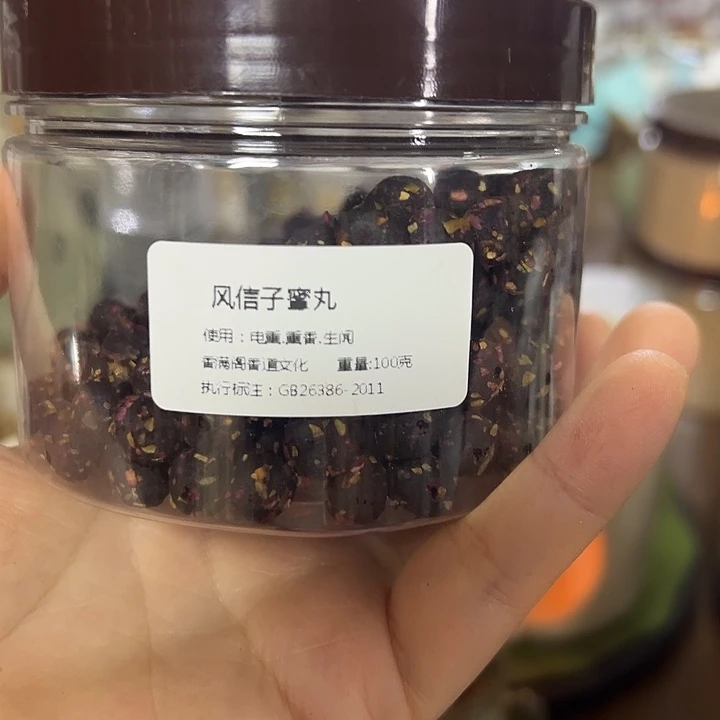 风信子蜜丸
使用：电熏.熏香.生闻
香满阁香道文化 重量:100克
执行标注：GB26386-2011